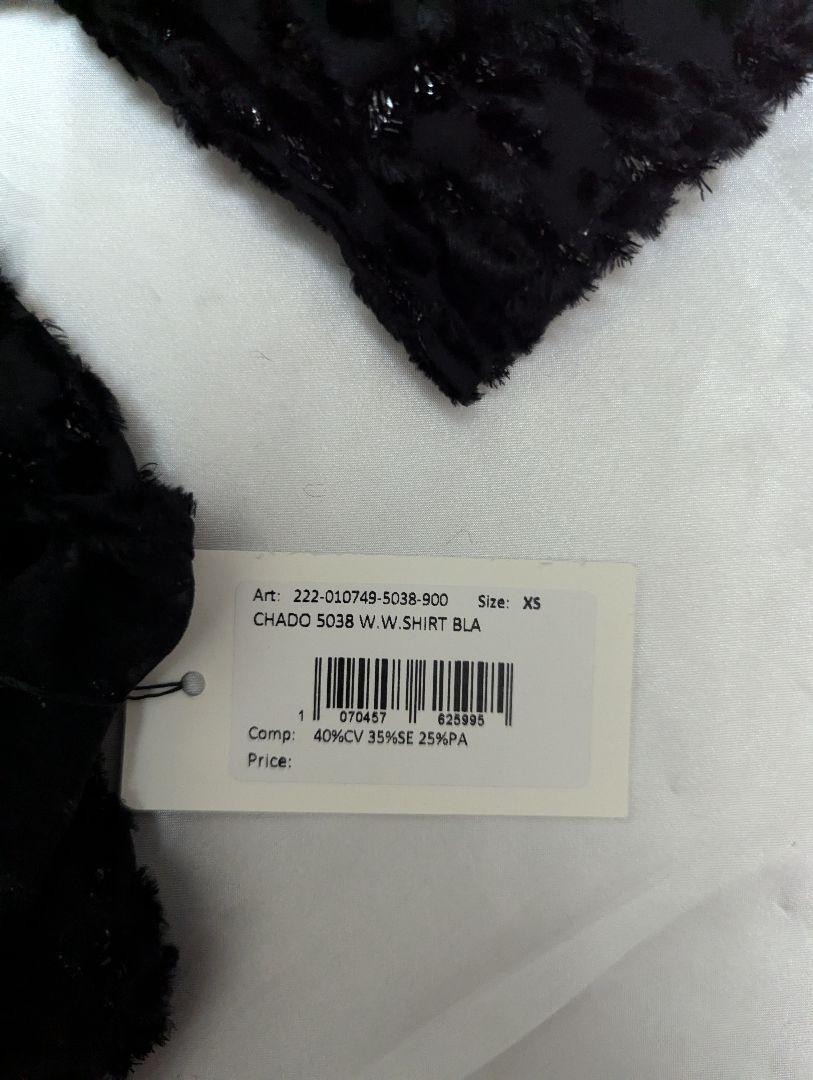 Art: 222-010749-5038-900 Size: XS
CHADO 5038 W.W.SHIRT BLA
1 070457 625995
Comp: 40%CV 35%SE 25%PA
Price: